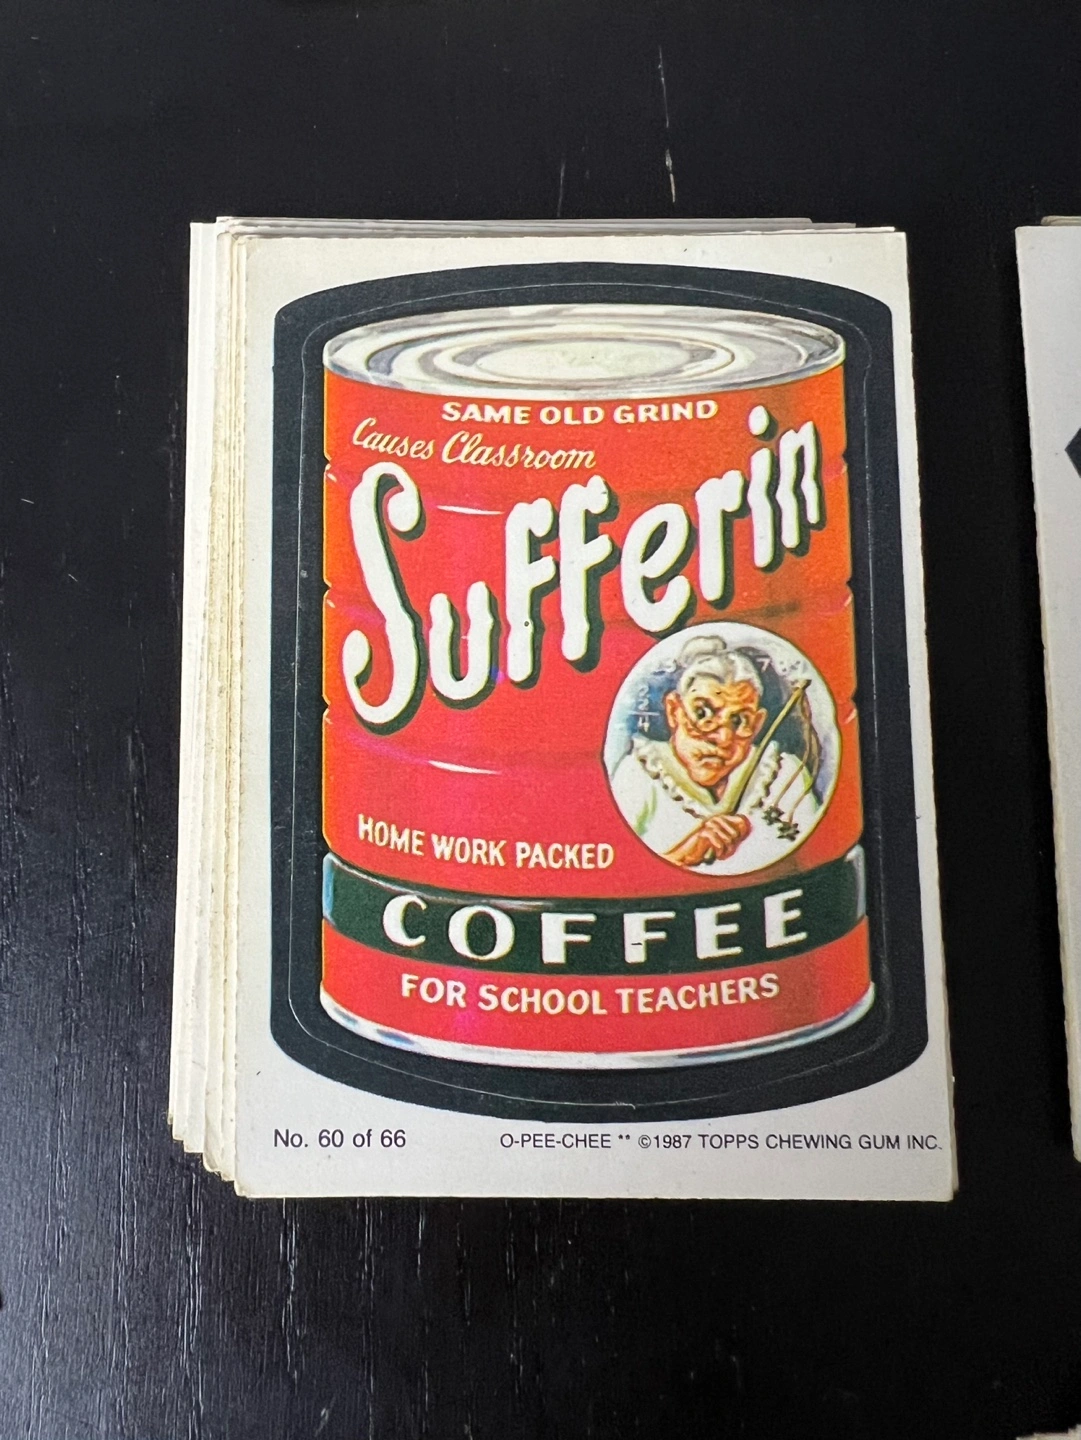 SAME OLD GRIND
Causes Classroom
Sufferin
HOME WORK PACKED
COFFEE
FOR SCHOOL TEACHERS
No. 60 of 66
O-PEE-CHEE ** ©1987 TOPPS CHEWING GUM INC.